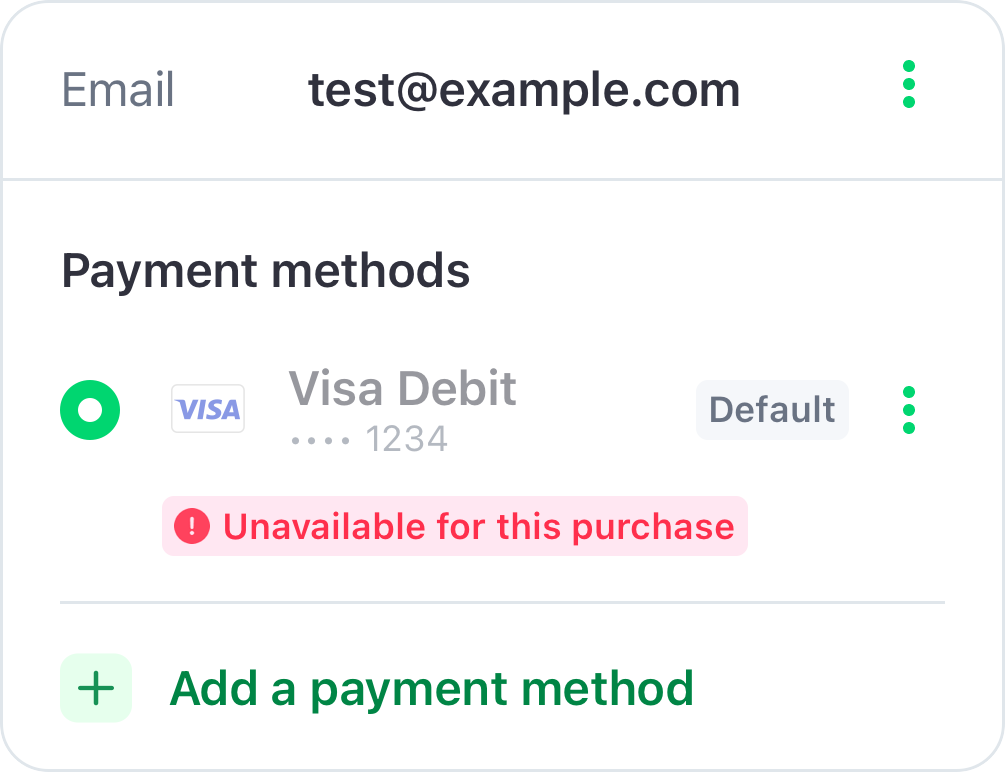 Email test@example.com
Payment methods
VISA Visa Debit Default
•••• 1234
! Unavailable for this purchase
+ Add a payment method